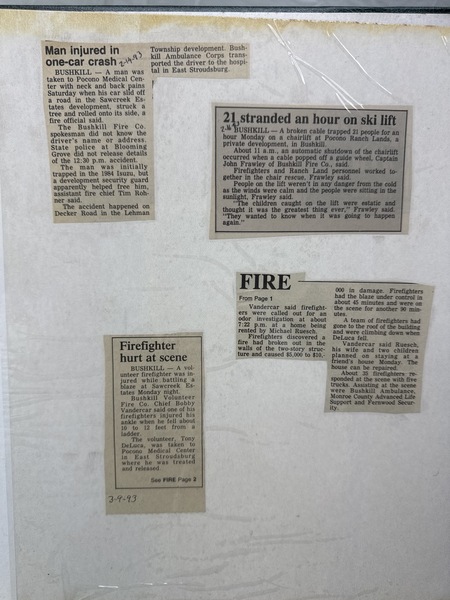 Man injured in
one-car crash 2-14-93
BUSHKILL — A man was
taken to Pocono Medical Cen-
ter with neck and back pains
Saturday when his car slid off
a road in the Sawcreek Es-
tates development, struck a
tree and rolled onto its side, a
fire official said.
The Bushkill Fire Co.
spokesman did not know the
driver's name or age.
State police at Blooming
Grove did not release details
of the 12:30 p.m. accident.
The man was initially
trapped in the 1984 Isuzu, but
a development security guard
apparently helped free him,
assistant fire chief Tim Roh-
ner said.
The accident happened on
Decker Road in the Lehman
Township development. Bush-
kill Ambulance Corps trans-
ported the driver to the hospi-
tal in East Stroudsburg.
21 stranded an hour on ski lift
BUSHKILL — A broken cable trapped 21 people for an
hour Monday on a chairlift at Pocono Ranch Lands, a
private development, in Bushkill.
About 11 a.m., an automatic shutdown of the chairlift
occurred when a cable popped off a guide wheel, Captain
John Frawley of Bushkill Fire Co., said.
Firefighters and Ranch Land personnel worked to-
gether in the chair rescue, Frawley said.
People on the lift weren't in any danger from the cold
as the winds were calm and the people were sitting in the
sunlight, Frawley said.
"The children caught on the lift were estatic and
thought it was the greatest thing ever," Frawley said.
"They wanted to know when it was going to happen
again."
FIRE
From Page 1
Vandercar said firefight-
ers were called out for an
odor investigation at about
7:22 p.m. at a home being
rented by Michael Ruesch.
Firefighters discovered a
fire had broken out in the
walls of the two-story struc-
ture and caused $5,000 to $10,-
000 in damage. Firefighters
had the blaze under control in
about 45 minutes and were on
the scene for another 90 min-
utes.
A team of firefighters had
gone to the roof of the building
and were climbing down when
DeLuca fell.
Vandercar said Ruesch,
his wife and two children
planned on staying at a
friend's house Monday. The
house can be repaired.
About 35 firefighters re-
sponded at the scene with five
trucks. Assisting at the scene
were Bushkill Ambulance,
Monroe County Advanced Life
Support and Fernwood Secur-
ity.
Firefighter
hurt at scene
BUSHKILL — A vol-
unteer firefighter was in-
jured while battling a
blaze at Sawcreek Es-
tates Monday night.
Bushkill Volunteer
Fire Co. Chief Bobby
Vandercar said one of his
firefighters injured his
ankle when he fell about
10 to 12 feet from a
ladder.
The volunteer, Tony
DeLuca, was taken to
Pocono Medical Center
in East Stroudsburg
where he was treated
and released.
See FIRE Page 2
3-9-93